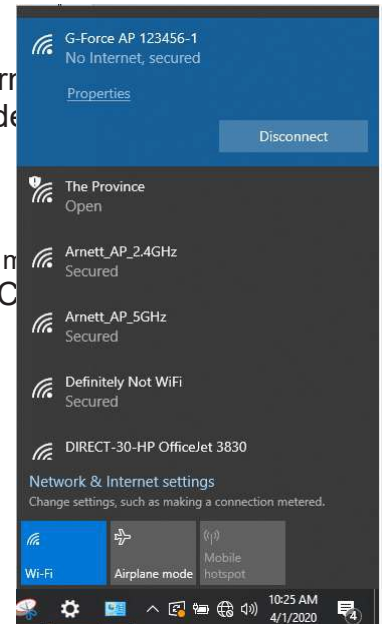 G-Force AP 123456-1
No Internet, secured
Properties
Disconnect
The Province
Open
Arnett_AP_2.4GHz
Secured
Arnett_AP_5GHz
Secured
Definitely Not WiFi
Secured
DIRECT-30-HP OfficeJet 3830
Network & Internet settings
Change settings, such as making a connection metered.
Wi-Fi
Airplane mode
Mobile
hotspot
10:25 AM
4/1/2020
4